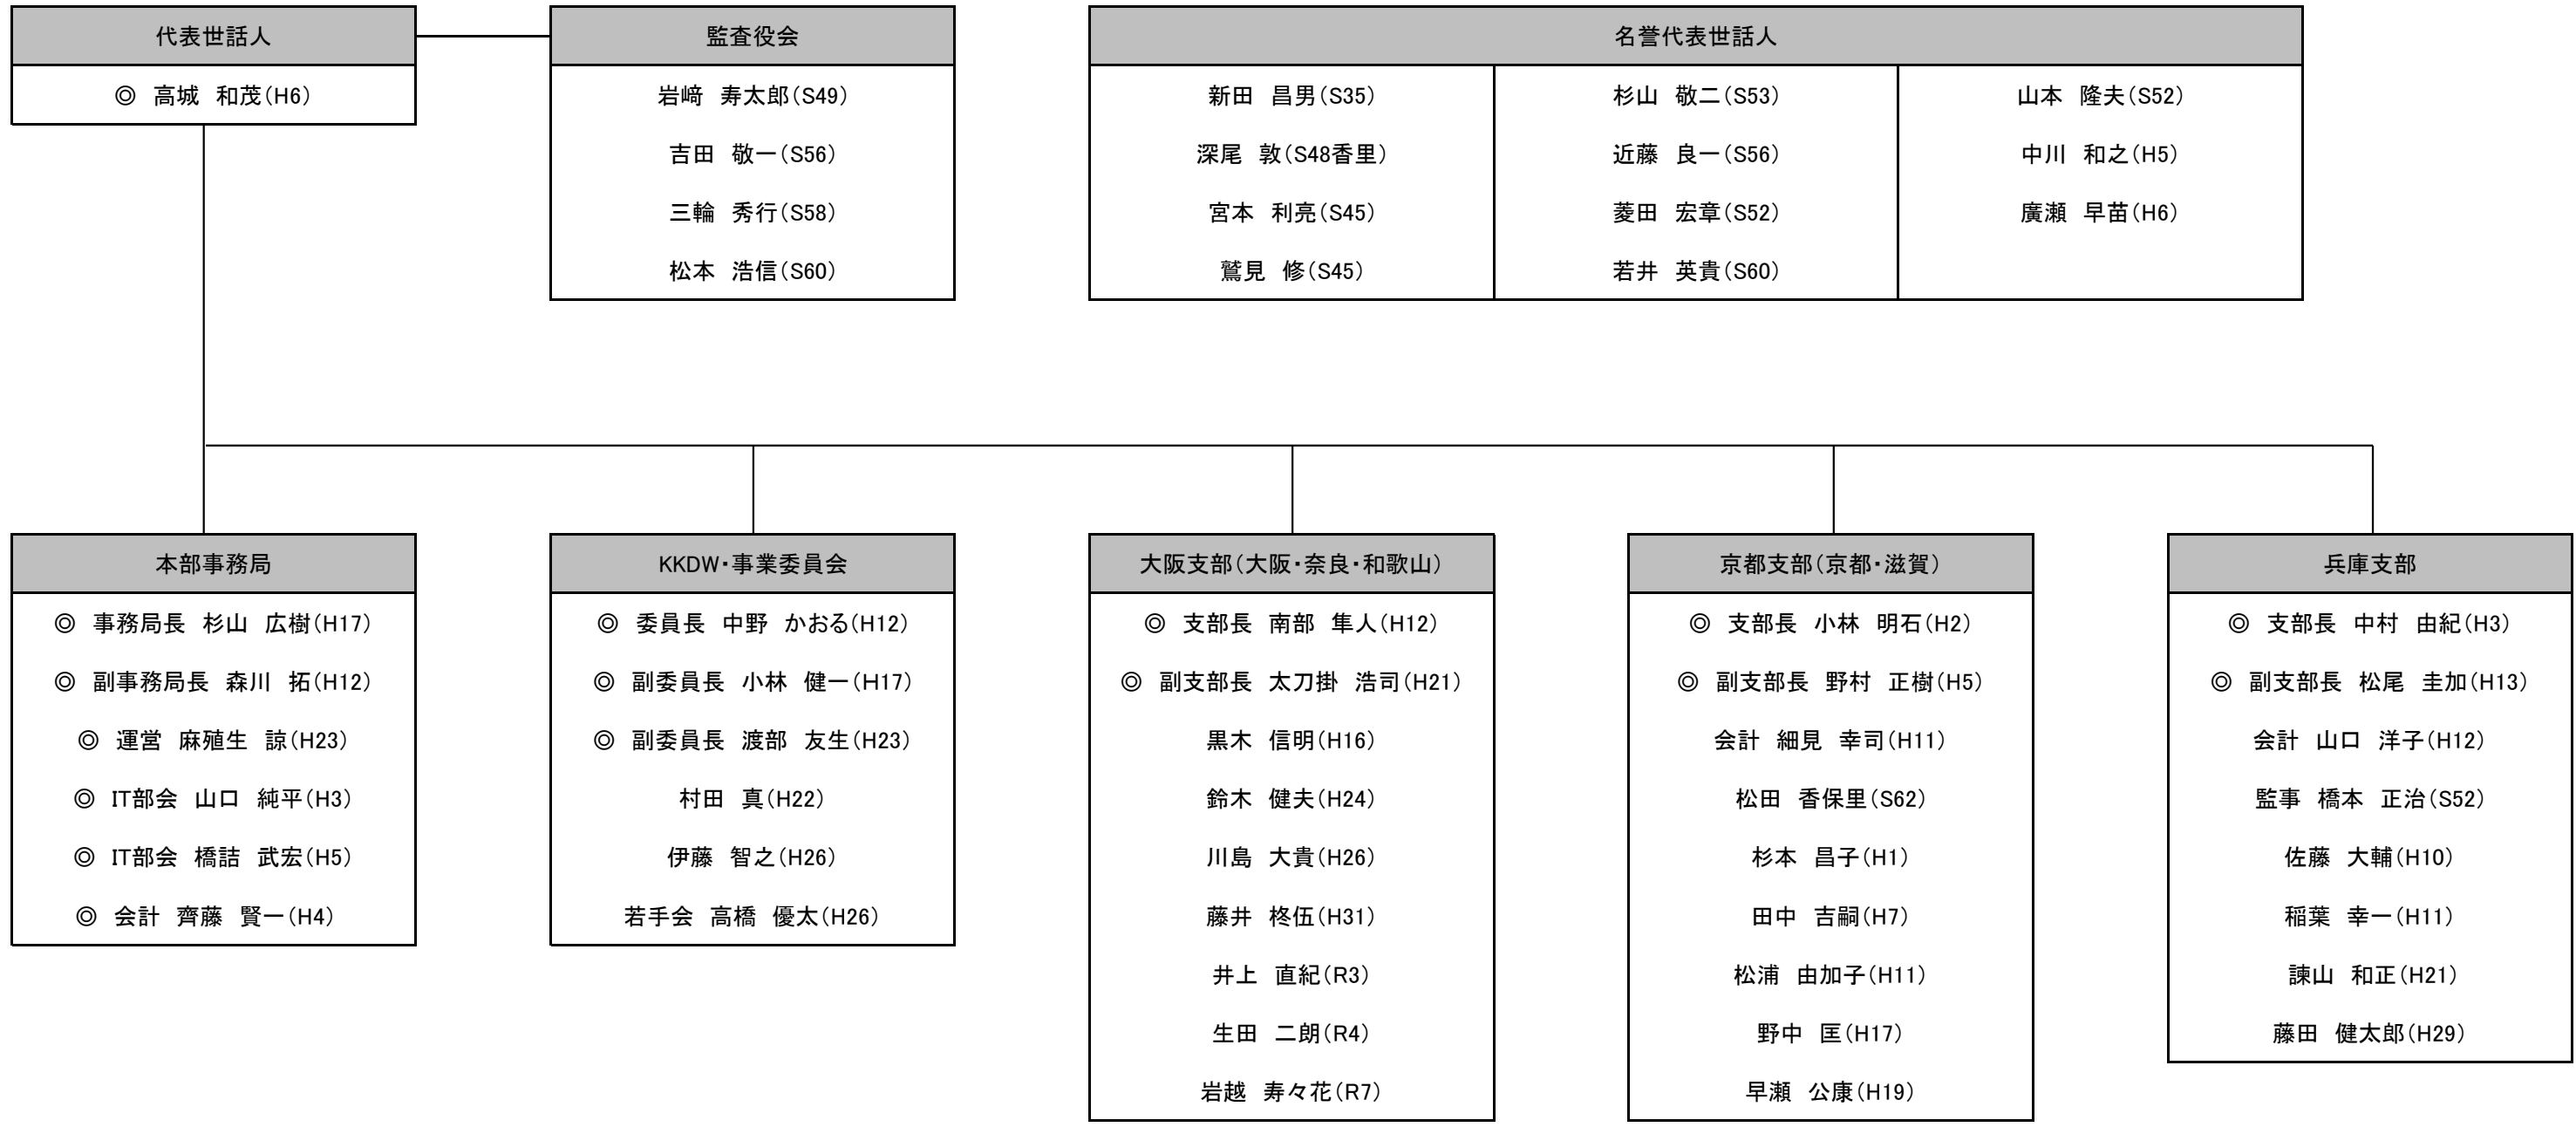 代表世話人
◎ 高城 和茂(H6)
監査役会
岩﨑 寿太郎(S49)
吉田 敬一(S56)
三輪 秀行(S58)
松本 浩信(S60)
名誉代表世話人
新田 昌男(S35)
深尾 敦(S48香里)
宮本 利亮(S45)
鷲見 修(S45)
杉山 敬二(S53)
近藤 良一(S56)
菱田 宏章(S52)
若井 英貴(S60)
山本 隆夫(S52)
中川 和之(H5)
廣瀬 早苗(H6)
本部事務局
◎ 事務局長 杉山 広樹(H17)
◎ 副事務局長 森川 拓(H12)
◎ 運営 麻殖生 諒(H23)
◎ IT部会 山口 純平(H3)
◎ IT部会 橋詰 武宏(H5)
◎ 会計 齊藤 賢一(H4)
KKDW・事業委員会
◎ 委員長 中野 かおる(H12)
◎ 副委員長 小林 健一(H17)
◎ 副委員長 渡部 友生(H23)
村田 真(H22)
伊藤 智之(H26)
若手会 高橋 優太(H26)
大阪支部(大阪・奈良・和歌山)
◎ 支部長 南部 隼人(H12)
◎ 副支部長 太刀掛 浩司(H21)
黒木 信明(H16)
鈴木 健夫(H24)
川島 大貴(H26)
藤井 柊伍(H31)
井上 直紀(R3)
生田 二朗(R4)
岩越 寿々花(R7)
京都支部(京都・滋賀)
◎ 支部長 小林 明石(H2)
◎ 副支部長 野村 正樹(H5)
会計 細見 幸司(H11)
松田 香保里(S62)
杉本 昌子(H1)
田中 吉嗣(H7)
松浦 由加子(H11)
野中 匡(H17)
早瀬 公康(H19)
兵庫支部
◎ 支部長 中村 由紀(H3)
◎ 副支部長 松尾 圭加(H13)
会計 山口 洋子(H12)
監事 橋本 正治(S52)
佐藤 大輔(H10)
稲葉 幸一(H11)
諫山 和正(H21)
藤田 健太郎(H29)